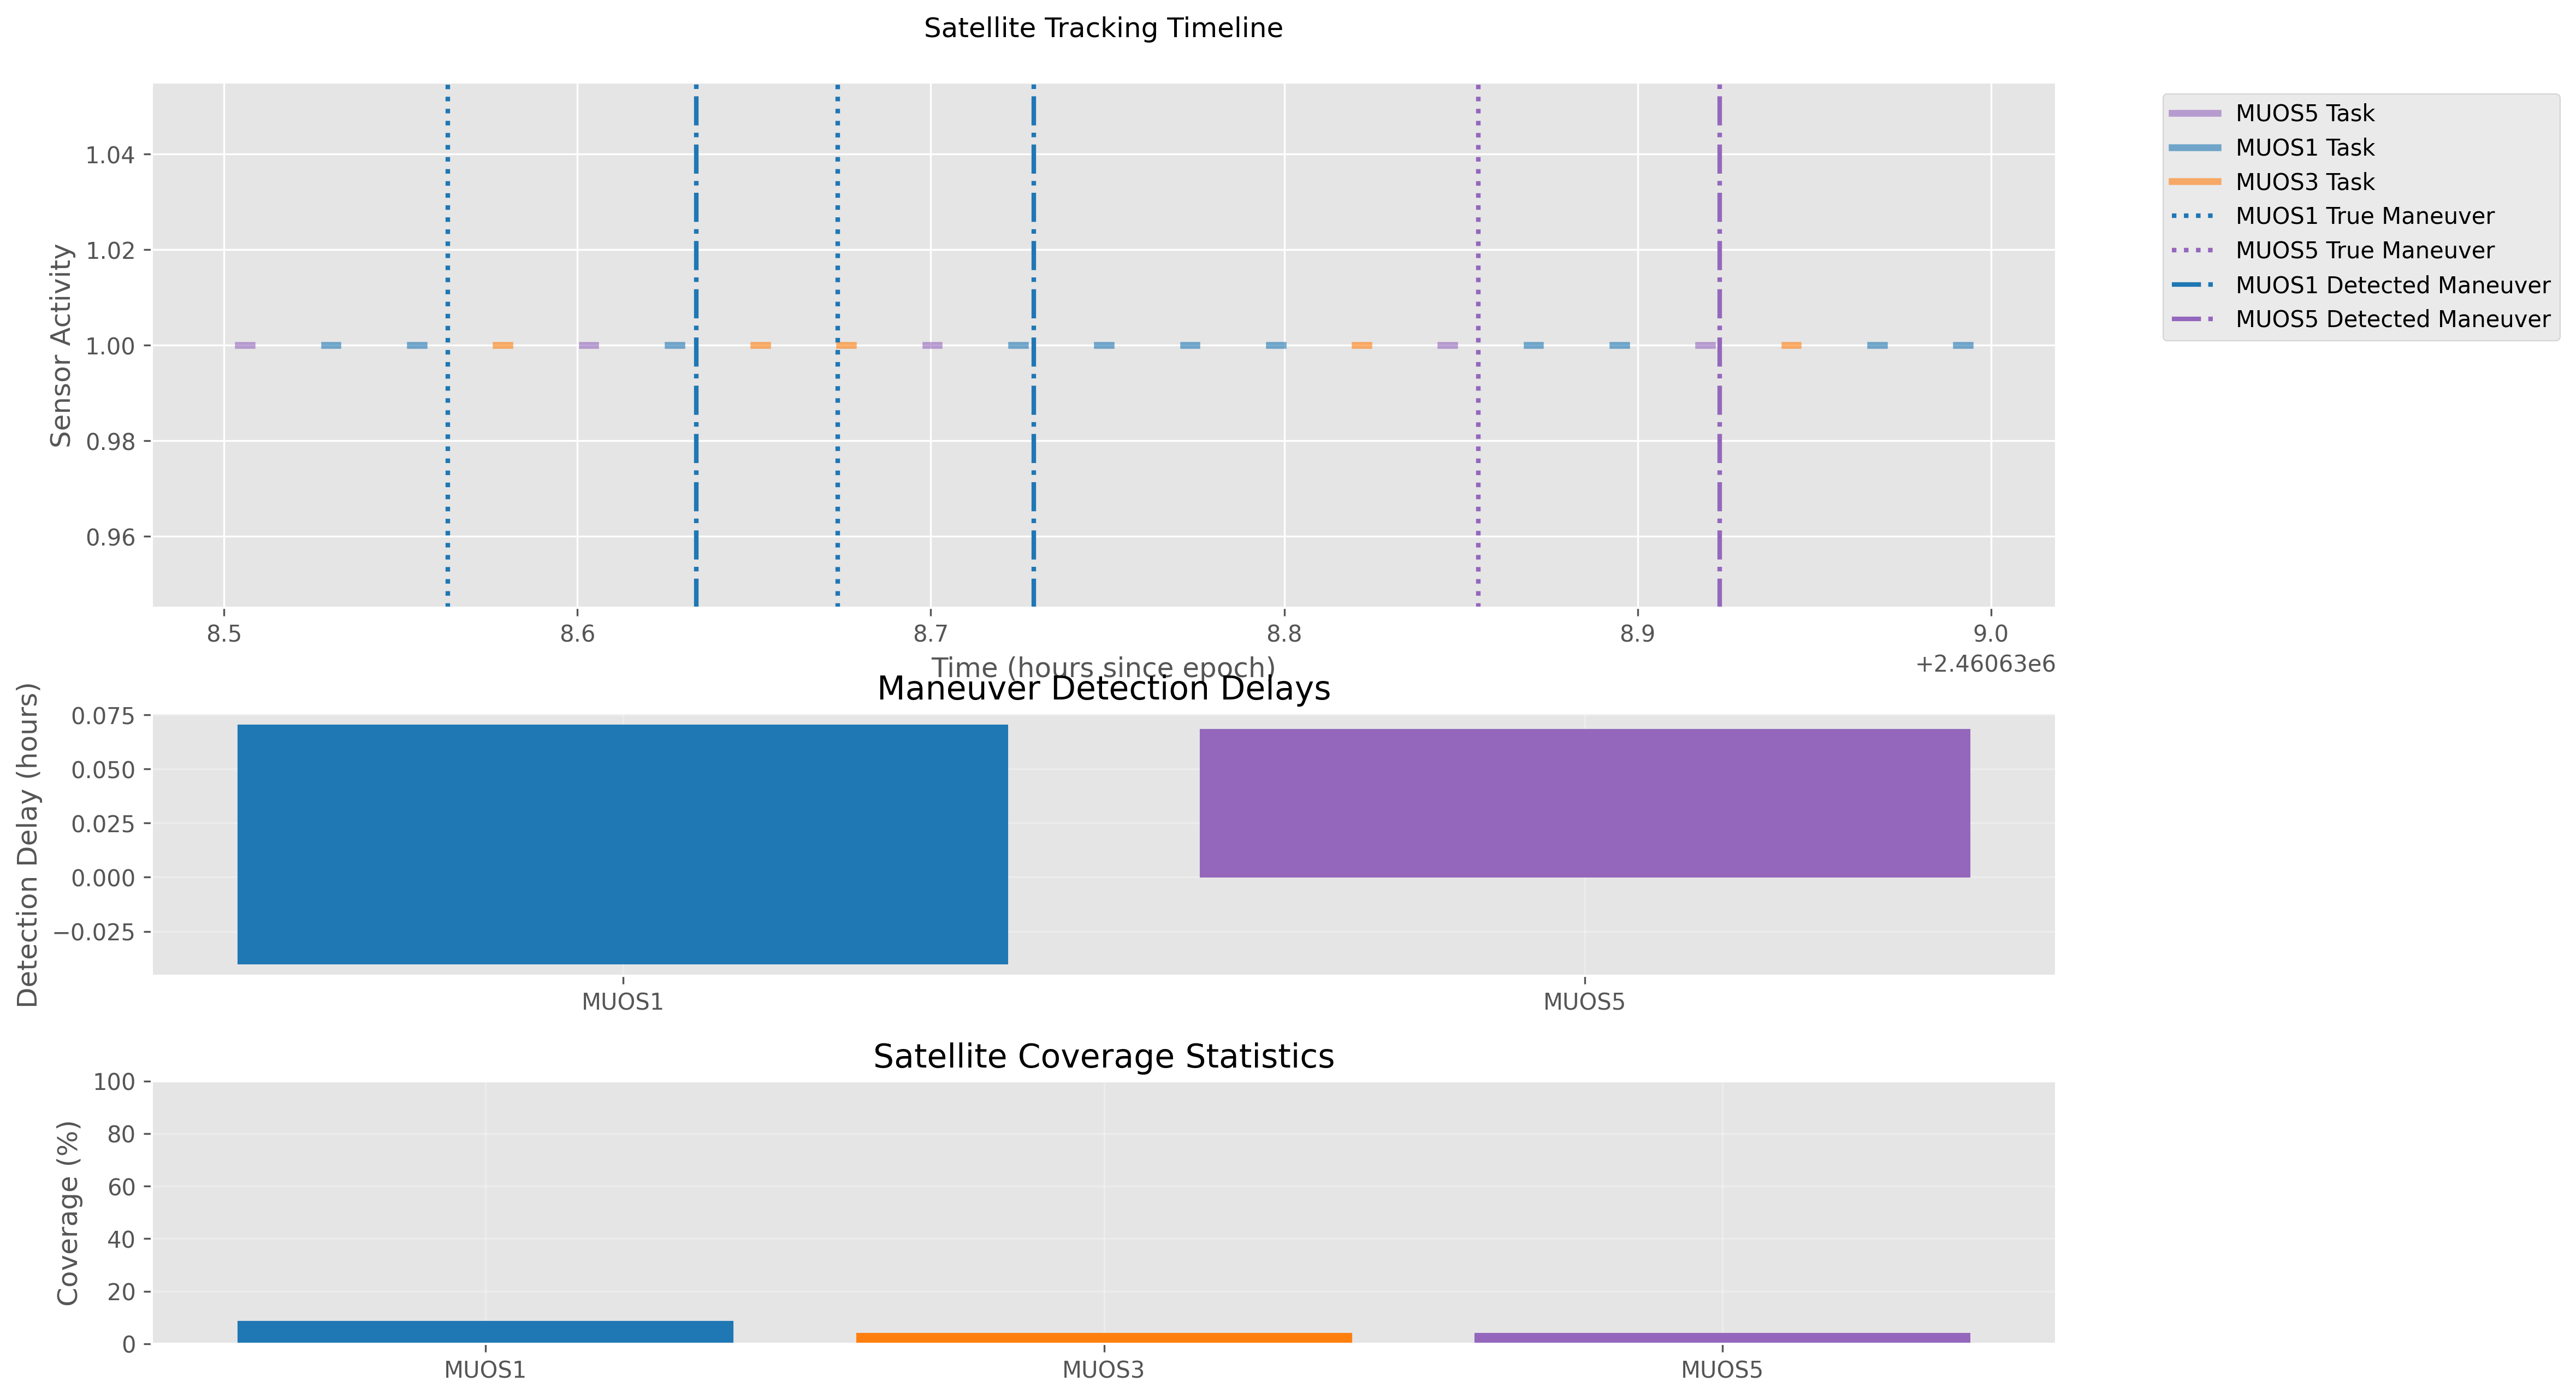 Satellite Tracking Timeline
Sensor Activity
1.04
1.02
1.00
0.98
0.96
8.5
8.6
8.7
8.8
8.9
9.0
Time (hours since epoch)
+2.46063e6
MUOS5 Task
MUOS1 Task
MUOS3 Task
MUOS1 True Maneuver
MUOS5 True Maneuver
MUOS1 Detected Maneuver
MUOS5 Detected Maneuver
Maneuver Detection Delays
Detection Delay (hours)
0.075
0.050
0.025
0.000
−0.025
MUOS1
MUOS5
Satellite Coverage Statistics
Coverage (%)
100
80
60
40
20
0
MUOS1
MUOS3
MUOS5